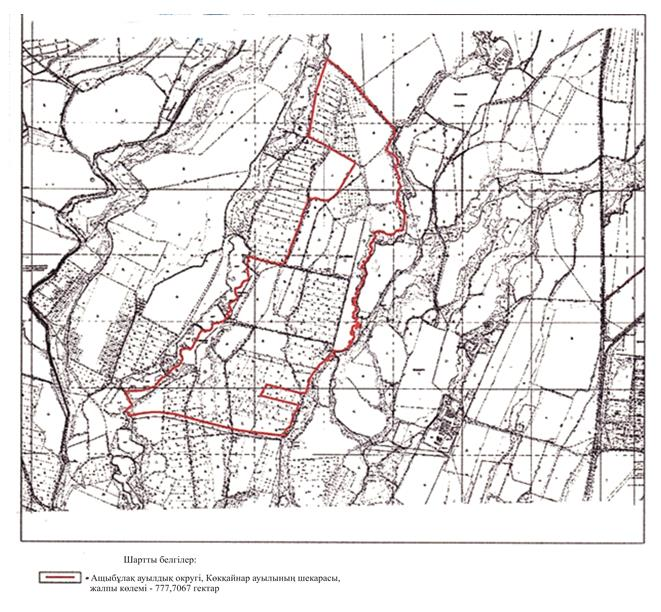 Шартты белгілер:
- Ащыбұлақ ауылдық округі, Көкқайнар ауылының шекарасы,
жалпы көлемі - 777,7067 гектар